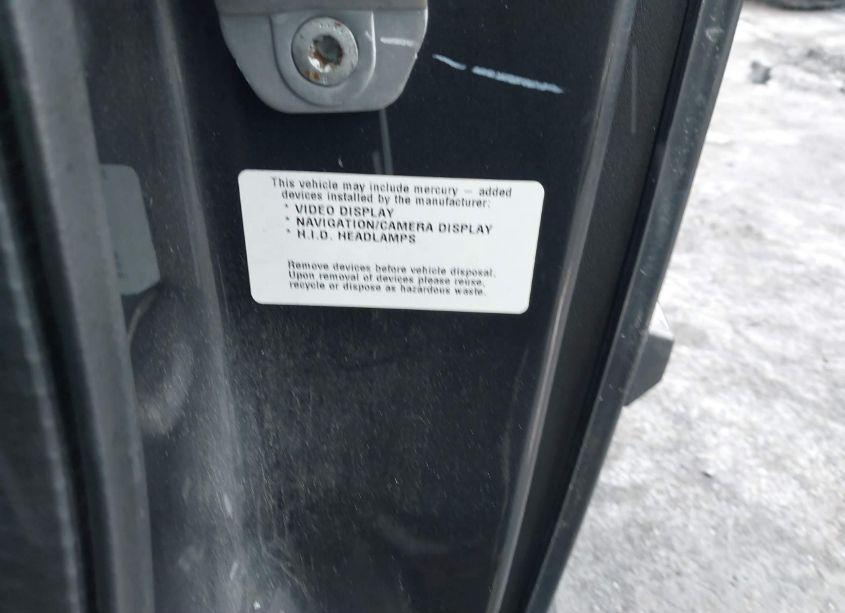 This vehicle may include mercury — added
devices installed by the manufacturer:
* VIDEO DISPLAY
* NAVIGATION/CAMERA DISPLAY
* H.I.D. HEADLAMPS
Remove devices before vehicle disposal.
Upon removal of devices please reuse,
recycle or dispose as hazardous waste.